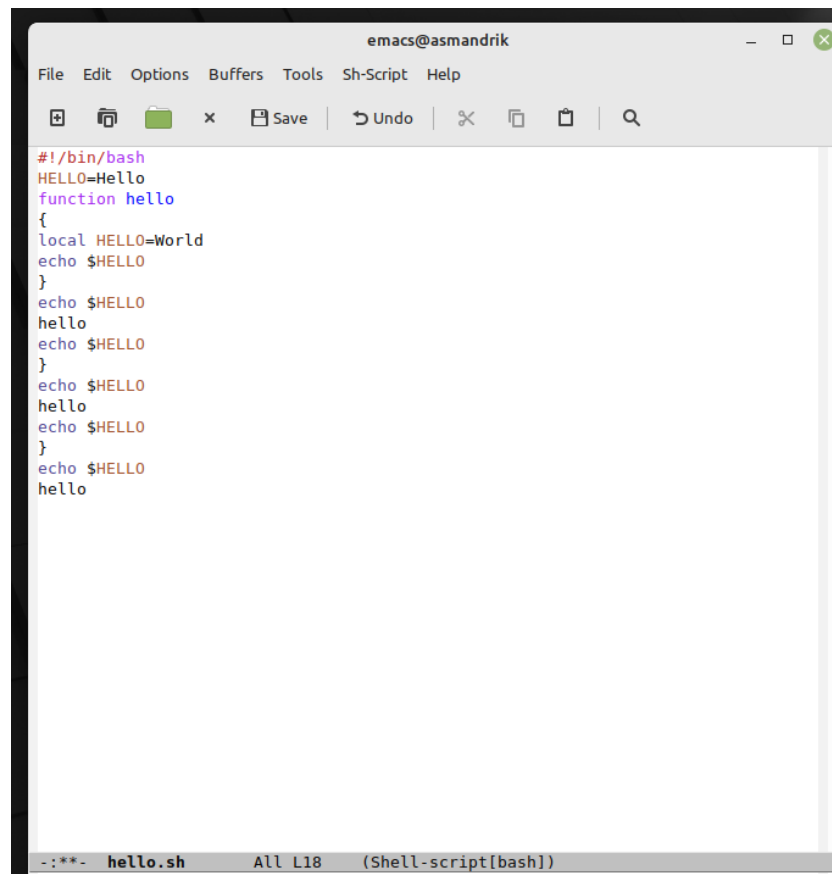 emacs@asmandrik
File Edit Options Buffers Tools Sh-Script Help
Save Undo
#!/bin/bash
HELLO=Hello
function hello
{
local HELLO=World
echo $HELLO
}
echo $HELLO
hello
echo $HELLO
}
echo $HELLO
hello
echo $HELLO
}
echo $HELLO
hello
-:**- hello.sh All L18 (Shell-script[bash])